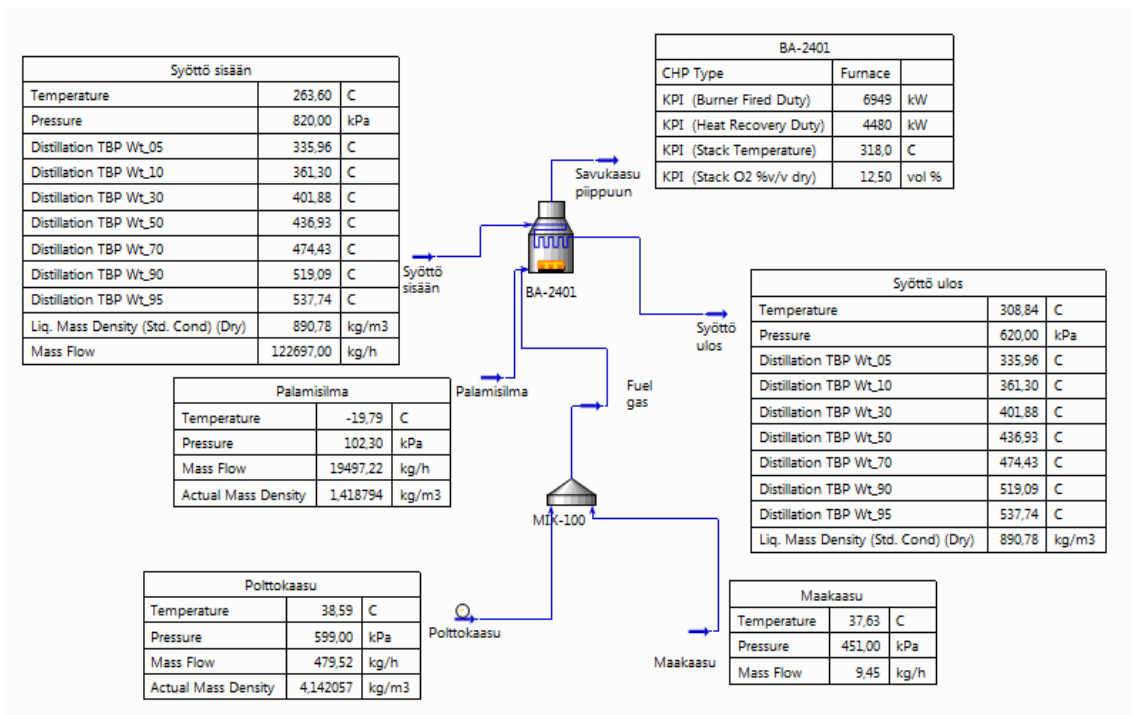 BA-2401
CHP Type Furnace
KPI (Burner Fired Duty) 6949 kW
KPI (Heat Recovery Duty) 4480 kW
KPI (Stack Temperature) 318,0 C
KPI (Stack O2 %v/v dry) 12,50 vol %
Syöttö sisään
Temperature 263,60 C
Pressure 820,00 kPa
Distillation TBP Wt_05 335,96 C
Distillation TBP Wt_10 361,30 C
Distillation TBP Wt_30 401,88 C
Distillation TBP Wt_50 436,93 C
Distillation TBP Wt_70 474,43 C
Distillation TBP Wt_90 519,09 C
Distillation TBP Wt_95 537,74 C
Liq. Mass Density (Std. Cond) (Dry) 890,78 kg/m3
Mass Flow 122697,00 kg/h
Savukaasu
piippuun
Syöttö
sisään
BA-2401
Syöttö
ulos
Syöttö ulos
Temperature 308,84 C
Pressure 620,00 kPa
Distillation TBP Wt_05 335,96 C
Distillation TBP Wt_10 361,30 C
Distillation TBP Wt_30 401,88 C
Distillation TBP Wt_50 436,93 C
Distillation TBP Wt_70 474,43 C
Distillation TBP Wt_90 519,09 C
Distillation TBP Wt_95 537,74 C
Liq. Mass Density (Std. Cond) (Dry) 890,78 kg/m3
Palamisilma
Temperature -19,79 C
Pressure 102,30 kPa
Mass Flow 19497,22 kg/h
Actual Mass Density 1,418794 kg/m3
Palamisilma
Fuel
gas
MIX-100
Polttokaasu
Temperature 38,59 C
Pressure 599,00 kPa
Mass Flow 479,52 kg/h
Actual Mass Density 4,142057 kg/m3
Polttokaasu
Maakaasu
Maakaasu
Temperature 37,63 C
Pressure 451,00 kPa
Mass Flow 9,45 kg/h